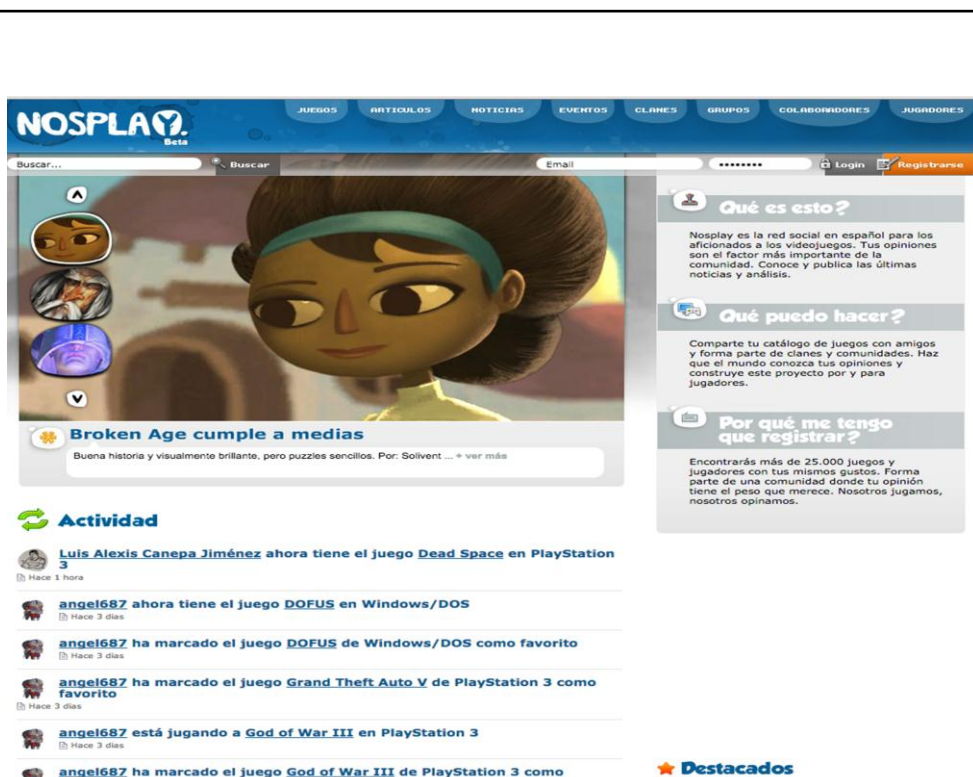 NOSPLAY.
Beta
JUEGOS ARTICULOS NOTICIAS EVENTOS CLANES GRUPOS COLABORADORES JUGADORES
Buscar... Buscar Email •••••••• Login Registrarse
Qué es esto?
Nosplay es la red social en español para los
aficionados a los videojuegos. Tus opiniones
son el factor más importante de la
comunidad. Conoce y publica las últimas
noticias y análisis.
Qué puedo hacer?
Comparte tu catálogo de juegos con amigos
y forma parte de clanes y comunidades. Haz
que el mundo conozca tus opiniones y
construye este proyecto por y para
jugadores.
Por qué me tengo
que registrar?
Encontrarás más de 25.000 juegos y
jugadores con tus mismos gustos. Forma
parte de una comunidad donde tu opinión
tiene el peso que merece. Nosotros jugamos,
nosotros opinamos.
Broken Age cumple a medias
Buena historia y visualmente brillante, pero puzzles sencillos. Por: Solivent ... + ver más
Actividad
Luis Alexis Canepa Jiménez ahora tiene el juego Dead Space en PlayStation
3
Hace 1 hora
angel687 ahora tiene el juego DOFUS en Windows/DOS
Hace 3 dias
angel687 ha marcado el juego DOFUS de Windows/DOS como favorito
Hace 3 dias
angel687 ha marcado el juego Grand Theft Auto V de PlayStation 3 como
favorito
Hace 3 dias
angel687 está jugando a God of War III en PlayStation 3
Hace 3 dias
angel687 ha marcado el juego God of War III de PlayStation 3 como
Destacados